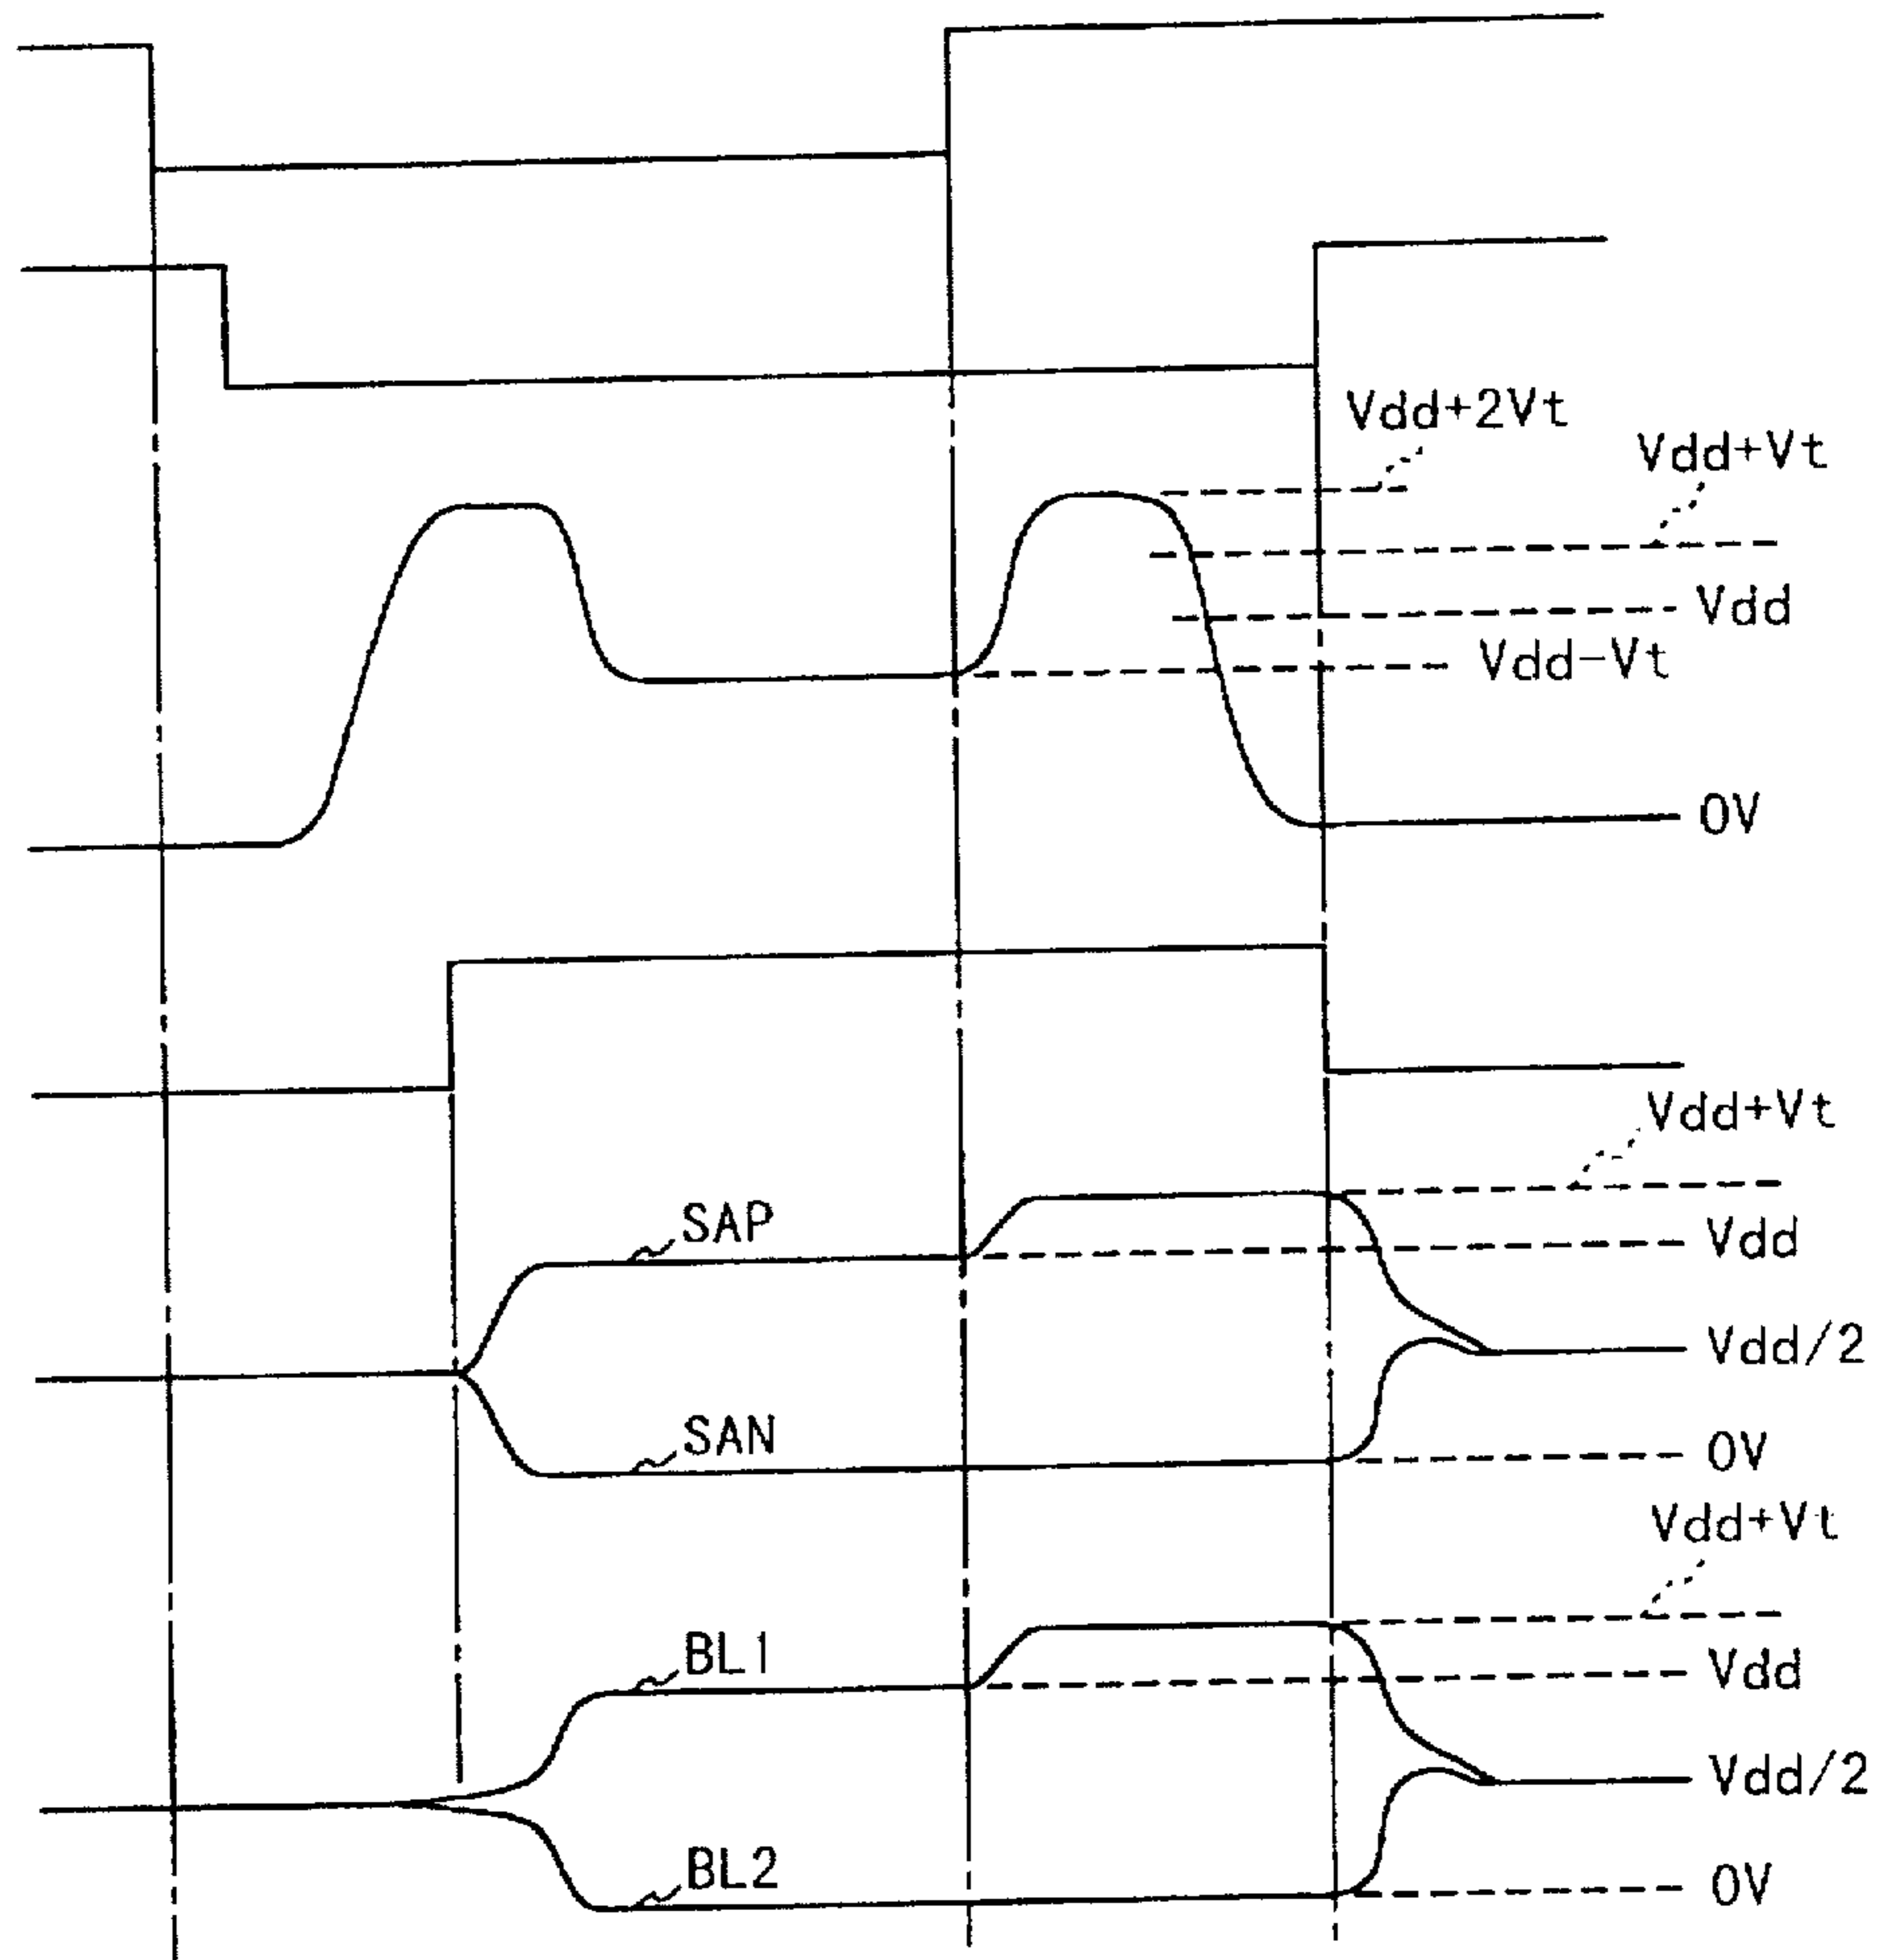 Vdd+2Vt
Vdd+Vt
Vdd
Vdd-Vt
0V
Vdd+Vt
SAP
Vdd
Vdd/2
SAN
0V
Vdd+Vt
BL1
Vdd
Vdd/2
BL2
0V